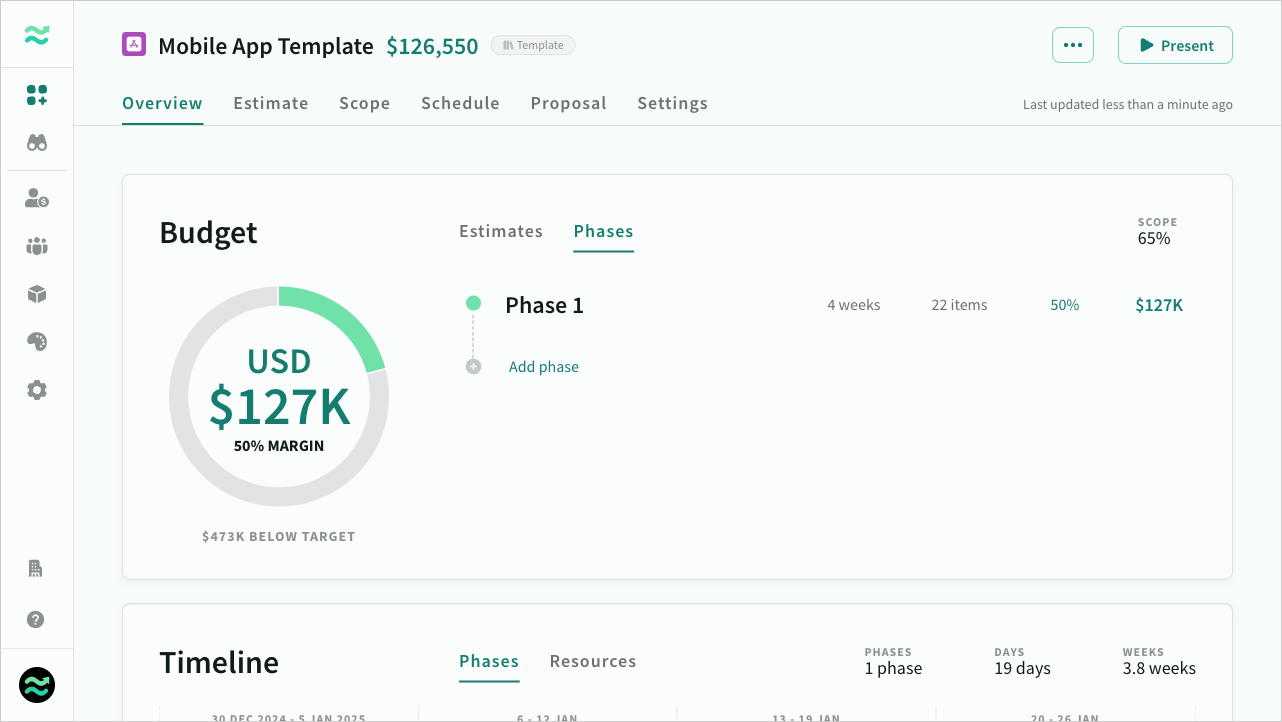 Mobile App Template $126,550 Template
Present
Overview Estimate Scope Schedule Proposal Settings
Last updated less than a minute ago
Budget
Estimates Phases
SCOPE
65%
Phase 1 4 weeks 22 items 50% $127K
Add phase
USD
$127K
50% MARGIN
$473K BELOW TARGET
Timeline
Phases Resources
PHASES DAYS WEEKS
1 phase 19 days 3.8 weeks
30 DEC 2024 - 5 JAN 2025 6 - 12 JAN 13 - 19 JAN 20 - 26 JAN